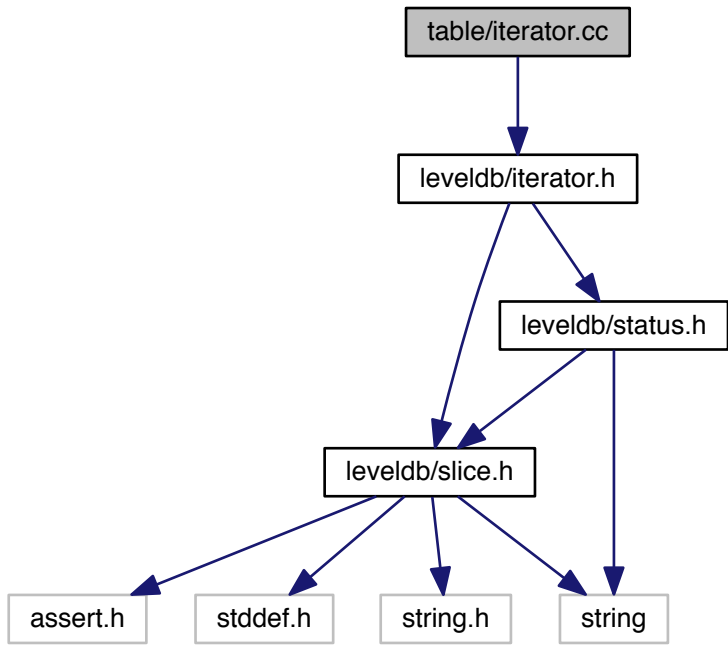 table/iterator.cc
leveldb/iterator.h
leveldb/status.h
leveldb/slice.h
assert.h
stddef.h
string.h
string